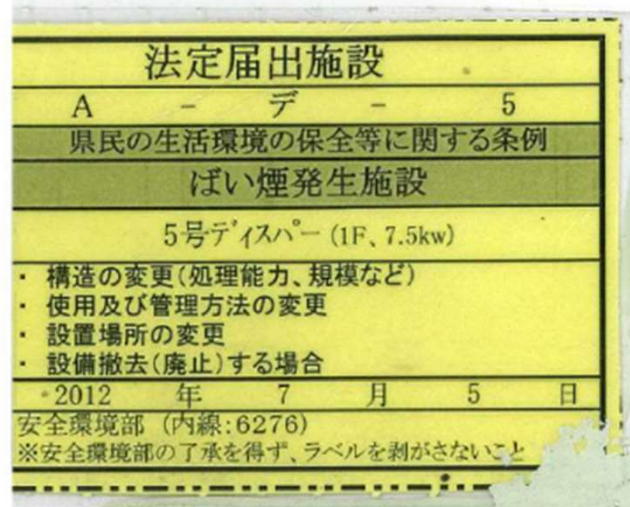 法定届出施設
A － デ － 5
県民の生活環境の保全等に関する条例
ばい煙発生施設
5号ディスパー (1F、7.5kw)
・ 構造の変更(処理能力、規模など)
・ 使用及び管理方法の変更
・ 設置場所の変更
・ 設備撤去(廃止)する場合
2012 年 7 月 5 日
安全環境部 (内線:6276)
※安全環境部の了承を得ず、ラベルを剥がさないこと